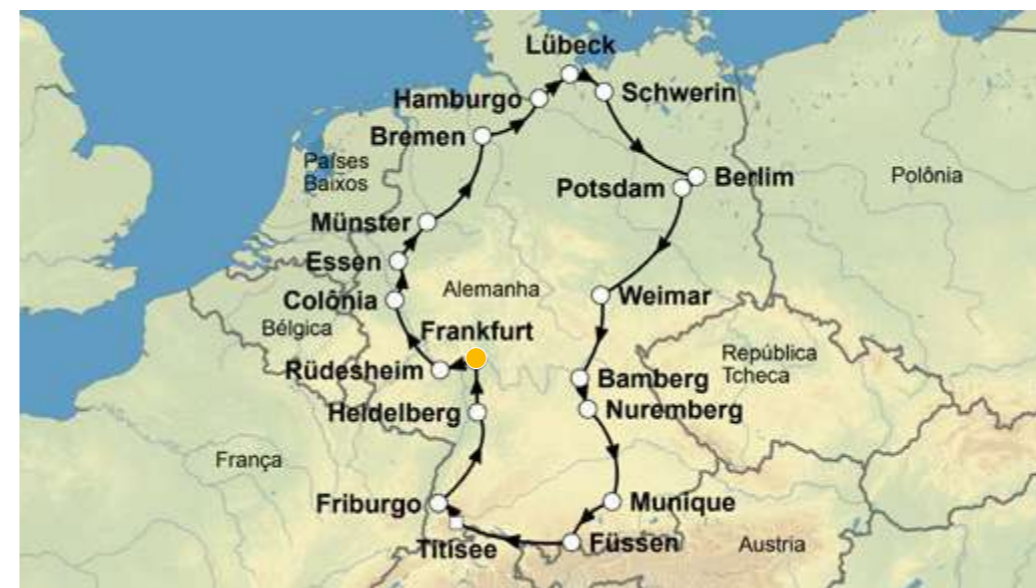 Lübeck
Hamburgo
Schwerin
Bremen
Países
Baixos
Potsdam
Berlim
Polônia
Münster
Essen
Colônia
Alemanha
Weimar
Bélgica
Frankfurt
Rüdesheim
República
Tcheca
Bamberg
Heidelberg
Nuremberg
França
Friburgo
Munique
Titisee
Füssen
Austria